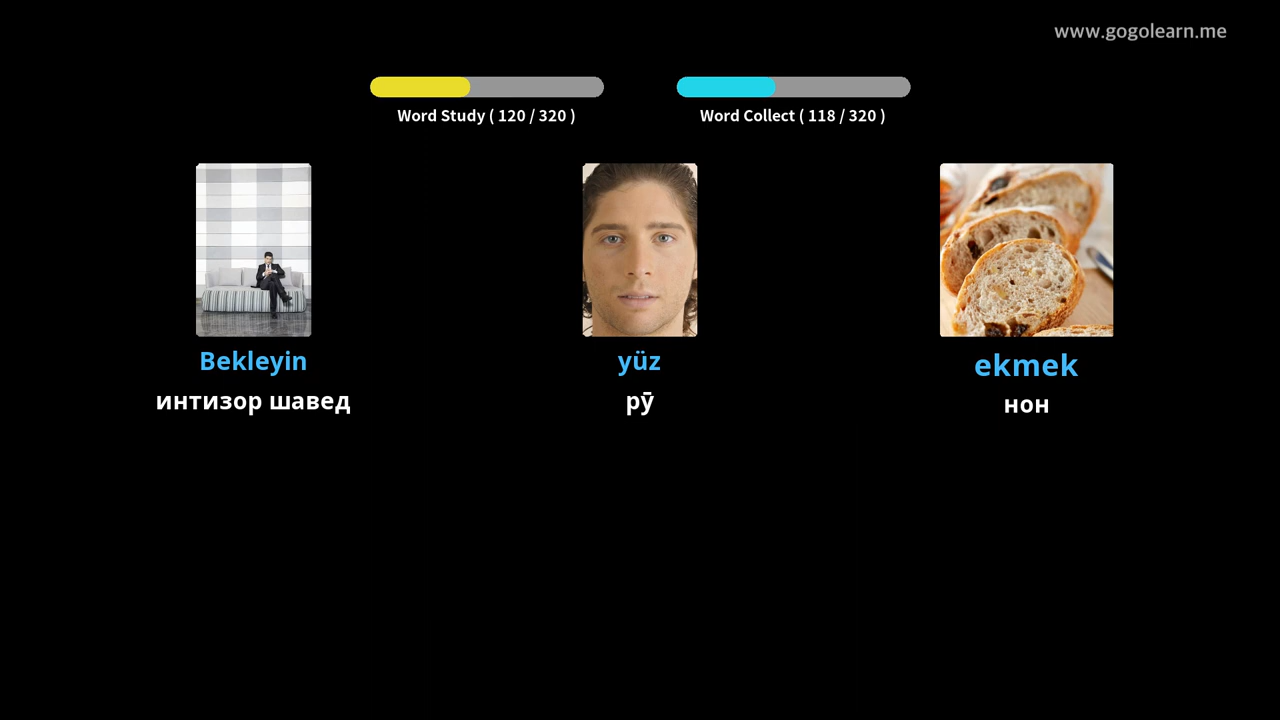 www.gogolearn.me
Word Study ( 120 / 320 )
Word Collect ( 118 / 320 )
Bekleyin
yüz
ekmek
интизор шавед
рӯ
нон